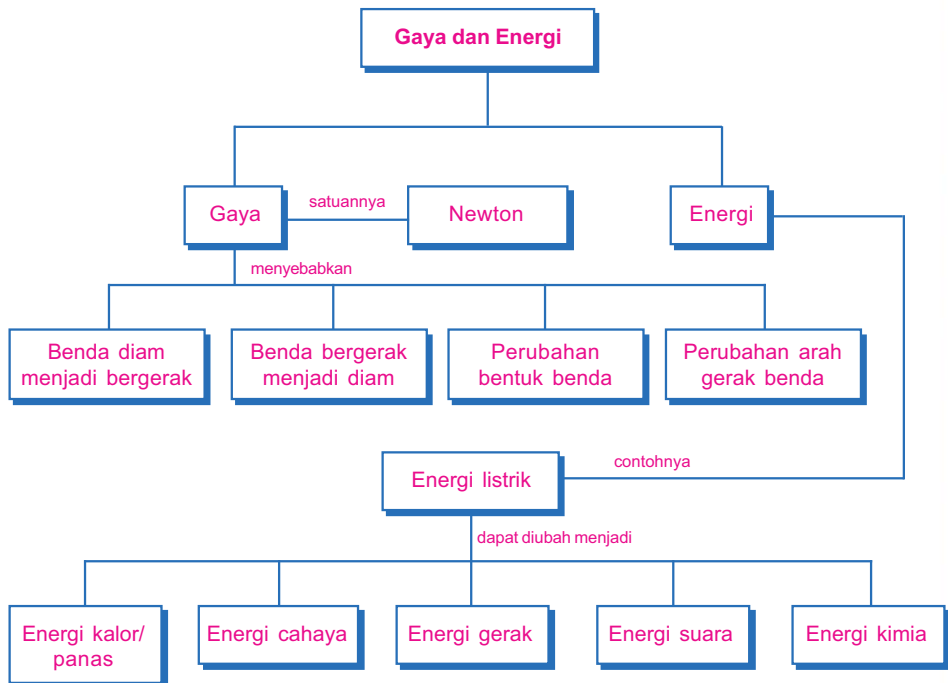 Gaya dan Energi
Gaya
satuannya
Newton
Energi
menyebabkan
Benda diam
menjadi bergerak
Benda bergerak
menjadi diam
Perubahan
bentuk benda
Perubahan arah
gerak benda
Energi listrik
contohnya
dapat diubah menjadi
Energi kalor/
panas
Energi cahaya
Energi gerak
Energi suara
Energi kimia